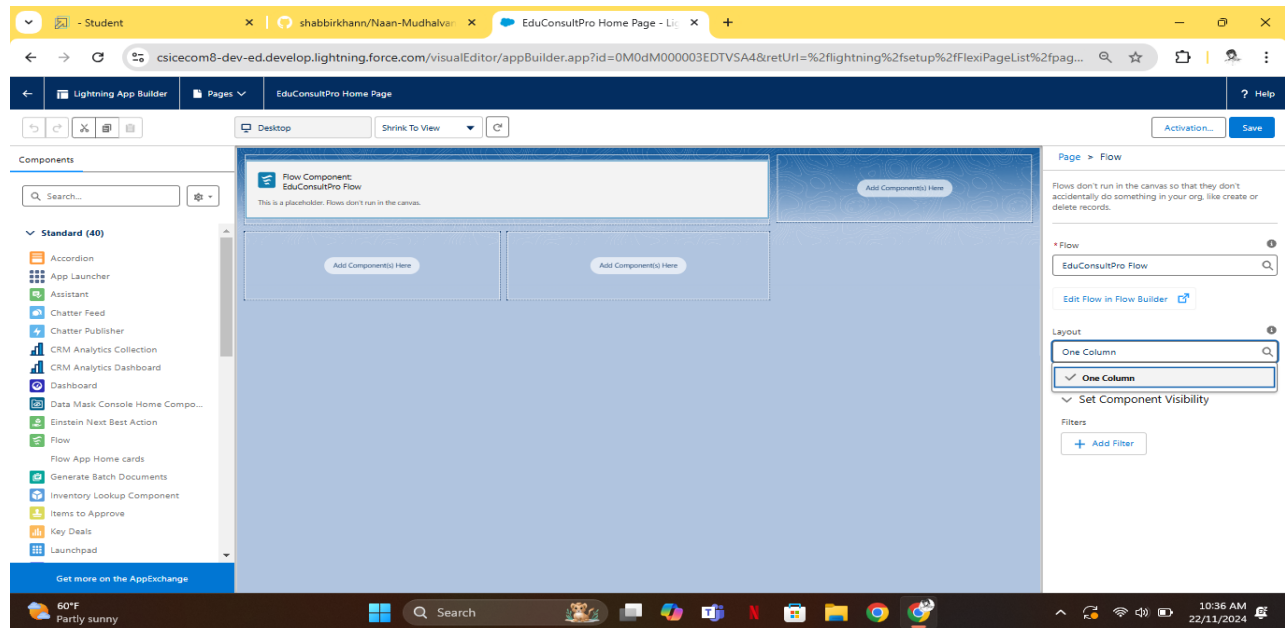 - Student
shabbirkhann/Naan-Mudhalvan
EduConsultPro Home Page - Lig
csicecom8-dev-ed.develop.lightning.force.com/visualEditor/appBuilder.app?id=0M0dM000003EDTVSA4&retUrl=%2flightning%2fsetup%2fFlexiPageList%2fpag...
Lightning App Builder
Pages
EduConsultPro Home Page
? Help
Desktop
Shrink To View
Activation...
Save
Components
Search...
Standard (40)
Accordion
App Launcher
Assistant
Chatter Feed
Chatter Publisher
CRM Analytics Collection
CRM Analytics Dashboard
Dashboard
Data Mask Console Home Compo...
Einstein Next Best Action
Flow
Flow App Home cards
Generate Batch Documents
Inventory Lookup Component
Items to Approve
Key Deals
Launchpad
Get more on the AppExchange
Flow Component:
EduConsultPro Flow
This is a placeholder. Flows don't run in the canvas.
Add Component(s) Here
Add Component(s) Here
Add Component(s) Here
Page > Flow
Flows don't run in the canvas so that they don't
accidentally do something in your org, like create or
delete records.
* Flow
EduConsultPro Flow
Edit Flow in Flow Builder
Layout
One Column
One Column
Set Component Visibility
Filters
+ Add Filter
60°F
Partly sunny
Search
10:36 AM
22/11/2024